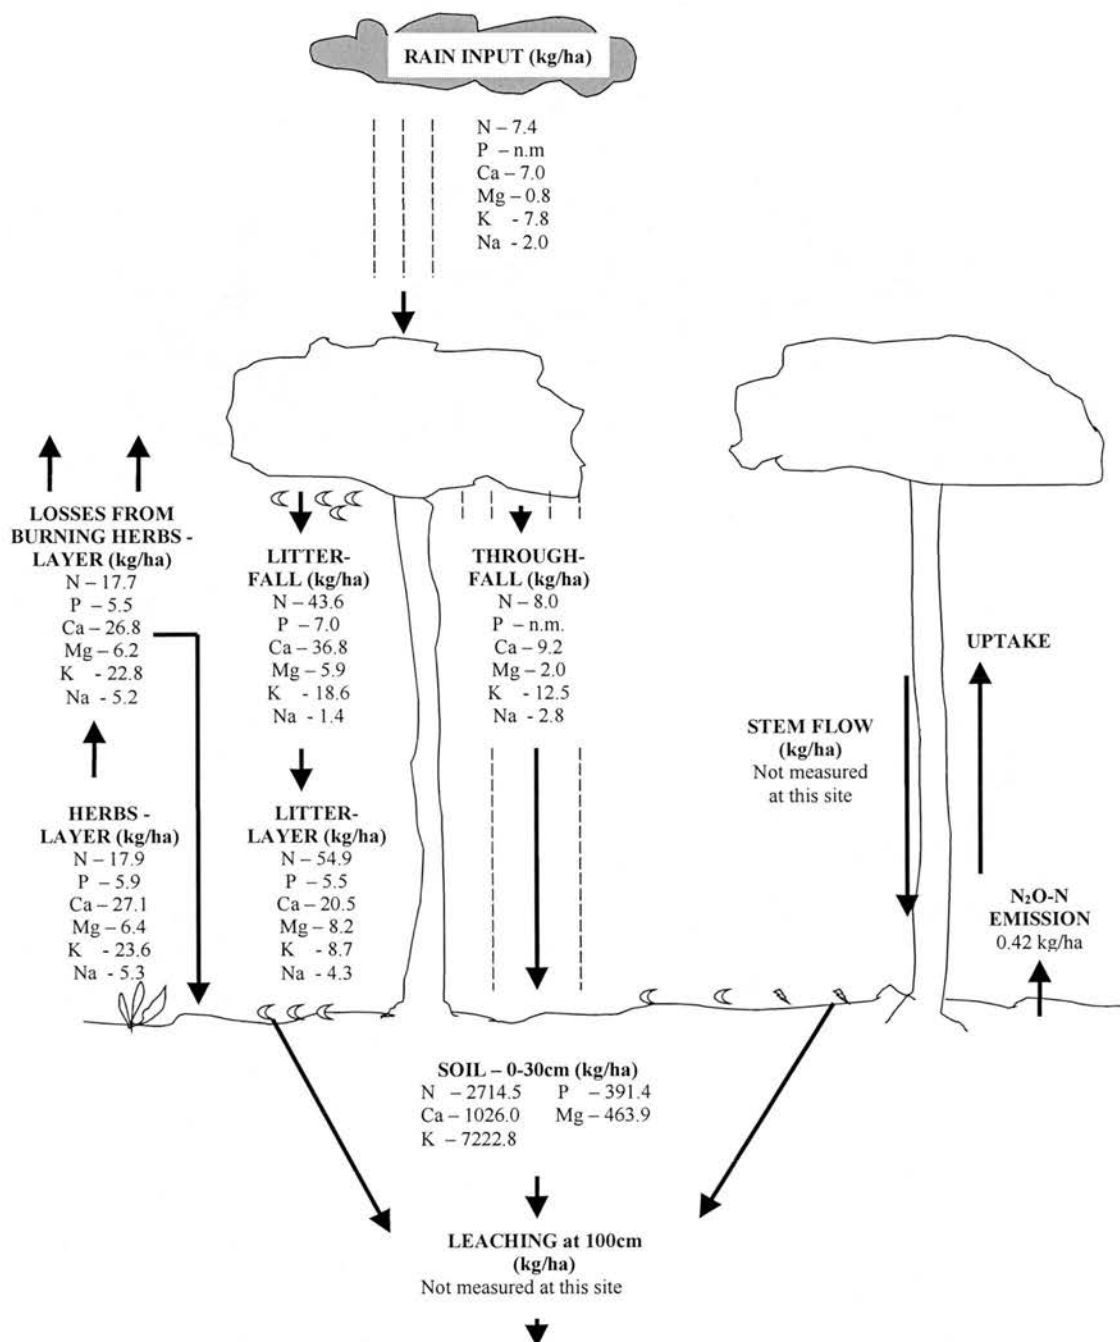 RAIN INPUT (kg/ha)
N – 7.4
P – n.m
Ca – 7.0
Mg – 0.8
K - 7.8
Na - 2.0
LOSSES FROM
BURNING HERBS -
LAYER (kg/ha)
N – 17.7
P – 5.5
Ca – 26.8
Mg – 6.2
K - 22.8
Na - 5.2
HERBS -
LAYER (kg/ha)
N – 17.9
P – 5.9
Ca – 27.1
Mg – 6.4
K - 23.6
Na - 5.3
LITTER-
FALL (kg/ha)
N – 43.6
P – 7.0
Ca – 36.8
Mg – 5.9
K - 18.6
Na - 1.4
LITTER-
LAYER (kg/ha)
N – 54.9
P – 5.5
Ca – 20.5
Mg – 8.2
K - 8.7
Na – 4.3
THROUGH-
FALL (kg/ha)
N – 8.0
P – n.m.
Ca – 9.2
Mg – 2.0
K - 12.5
Na – 2.8
STEM FLOW
(kg/ha)
Not measured
at this site
UPTAKE
N₂O-N
EMISSION
0.42 kg/ha
SOIL – 0-30cm (kg/ha)
N – 2714.5 P – 391.4
Ca – 1026.0 Mg – 463.9
K – 7222.8
LEACHING at 100cm
(kg/ha)
Not measured at this site